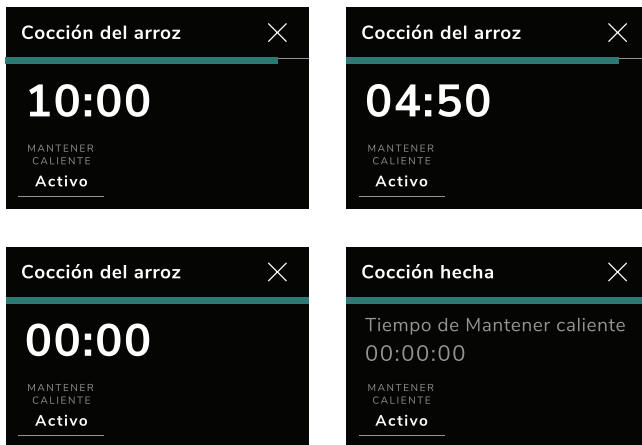 Cocción del arroz
10:00
MANTENER
CALIENTE
Activo
Cocción del arroz
04:50
MANTENER
CALIENTE
Activo
Cocción del arroz
00:00
MANTENER
CALIENTE
Activo
Cocción hecha
Tiempo de Mantener caliente
00:00:00
MANTENER
CALIENTE
Activo